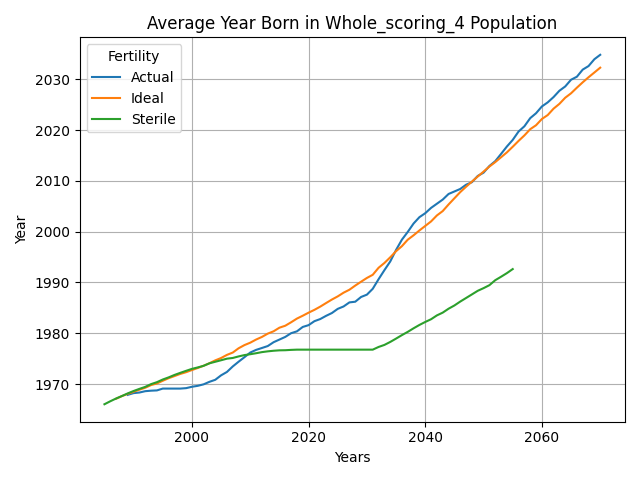 Average Year Born in Whole_scoring_4 Population
Fertility
Actual
Ideal
Sterile
Year
2030
2020
2010
2000
1990
1980
1970
2000
2020
2040
2060
Years